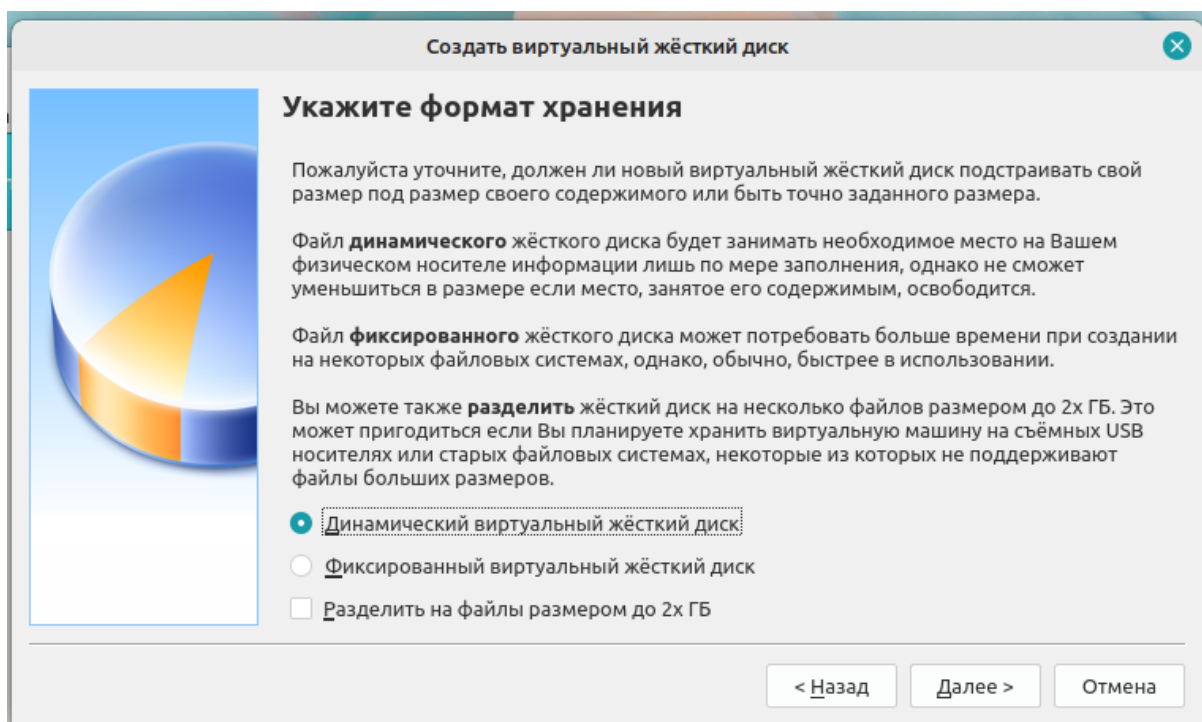 Создать виртуальный жёсткий диск
Укажите формат хранения
Пожалуйста уточните, должен ли новый виртуальный жёсткий диск подстраивать свой
размер под размер своего содержимого или быть точно заданного размера.
Файл динамического жёсткого диска будет занимать необходимое место на Вашем
физическом носителе информации лишь по мере заполнения, однако не сможет
уменьшиться в размере если место, занятое его содержимым, освободится.
Файл фиксированного жёсткого диска может потребовать больше времени при создании
на некоторых файловых системах, однако, обычно, быстрее в использовании.
Вы можете также разделить жёсткий диск на несколько файлов размером до 2х ГБ. Это
может пригодиться если Вы планируете хранить виртуальную машину на съёмных USB
носителях или старых файловых системах, некоторые из которых не поддерживают
файлы больших размеров.
Динамический виртуальный жёсткий диск
Фиксированный виртуальный жёсткий диск
Разделить на файлы размером до 2х ГБ
< Назад
Далее >
Отмена